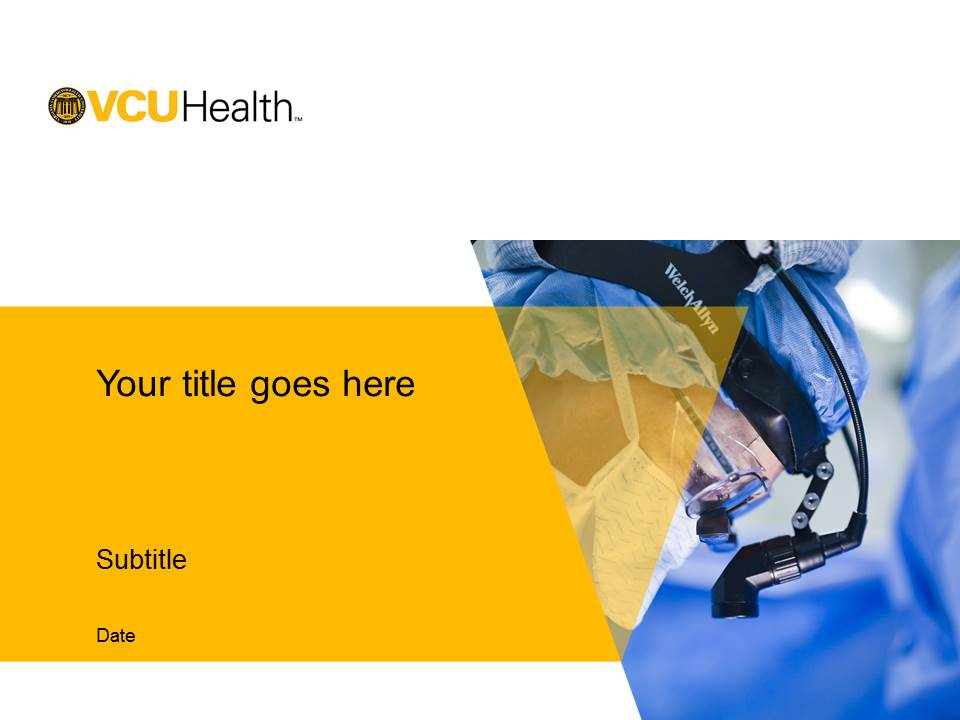 VCUHealth™
WelchAllyn
Your title goes here
Subtitle
Date